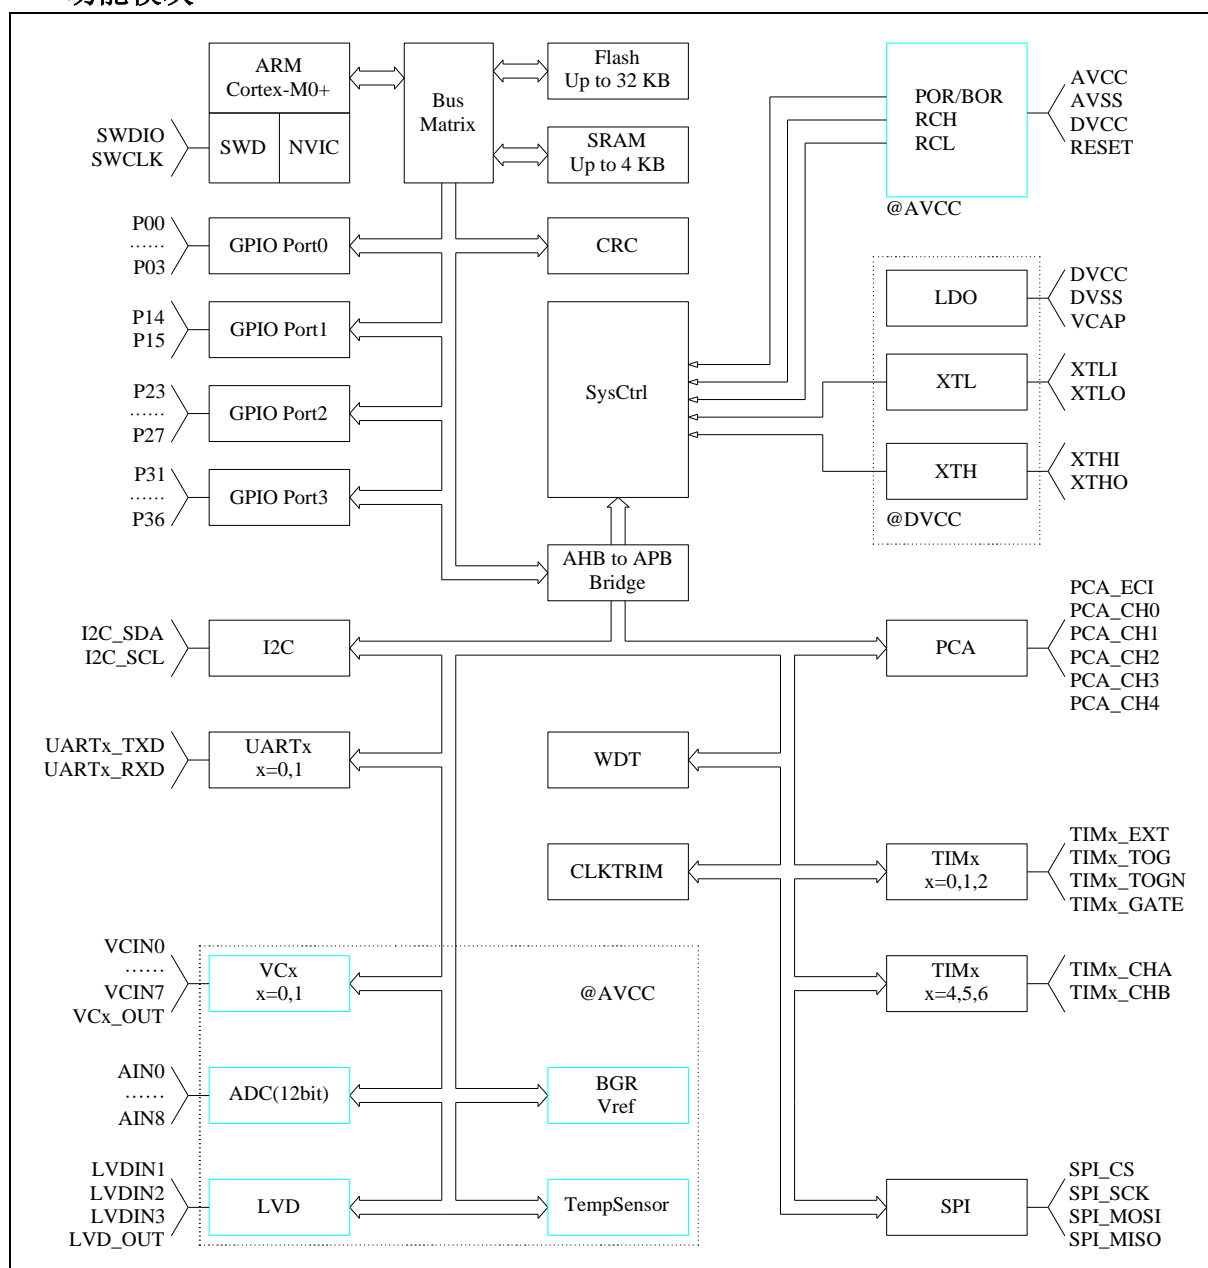 功能模块
ARM
Cortex-M0+
SWD
NVIC
SWDIO
SWCLK
Bus
Matrix
Flash
Up to 32 KB
SRAM
Up to 4 KB
POR/BOR
RCH
RCL
@AVCC
AVCC
AVSS
DVCC
RESET
P00
……
P03
GPIO Port0
CRC
P14
P15
GPIO Port1
SysCtrl
LDO
DVCC
DVSS
VCAP
P23
……
P27
GPIO Port2
XTL
XTLI
XTLO
P31
……
P36
GPIO Port3
XTH
@DVCC
XTHI
XTHO
AHB to APB
Bridge
I2C_SDA
I2C_SCL
I2C
PCA
PCA_ECI
PCA_CH0
PCA_CH1
PCA_CH2
PCA_CH3
PCA_CH4
UARTx_TXD
UARTx_RXD
UARTx
x=0,1
WDT
CLKTRIM
TIMx
x=0,1,2
TIMx_EXT
TIMx_TOG
TIMx_TOGN
TIMx_GATE
VCIN0
……
VCIN7
VCx_OUT
VCx
x=0,1
@AVCC
TIMx
x=4,5,6
TIMx_CHA
TIMx_CHB
AIN0
……
AIN8
ADC(12bit)
BGR
Vref
LVDIN1
LVDIN2
LVDIN3
LVD_OUT
LVD
TempSensor
SPI
SPI_CS
SPI_SCK
SPI_MOSI
SPI_MISO